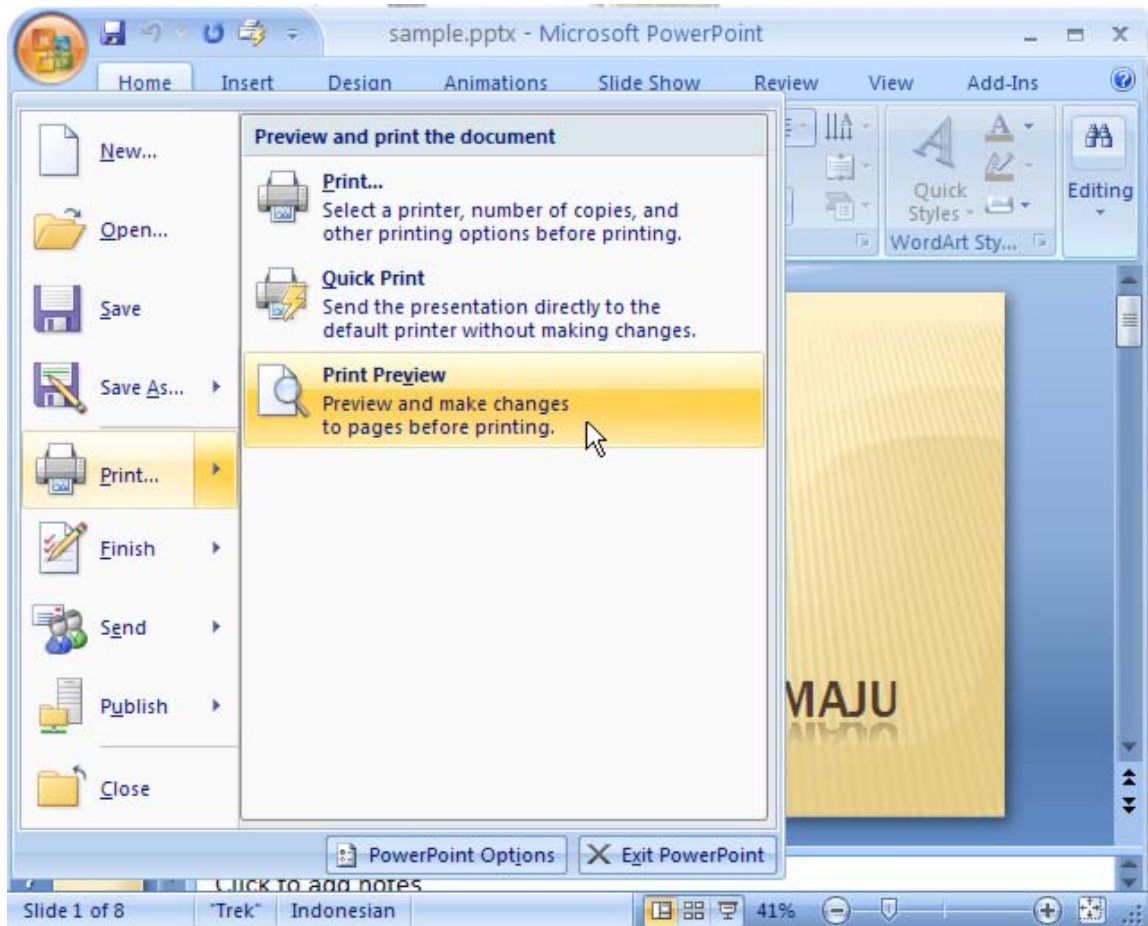 sample.pptx - Microsoft PowerPoint
Home Insert Design Animations Slide Show Review View Add-Ins
New...
Open...
Save
Save As...
Print...
Finish
Send
Publish
Close
Preview and print the document
Print...
Select a printer, number of copies, and
other printing options before printing.
Quick Print
Send the presentation directly to the
default printer without making changes.
Print Preview
Preview and make changes
to pages before printing.
PowerPoint Options Exit PowerPoint
Quick
Styles
WordArt Sty...
Editing
MAJU
Click to add notes
Slide 1 of 8 "Trek" Indonesian 41%